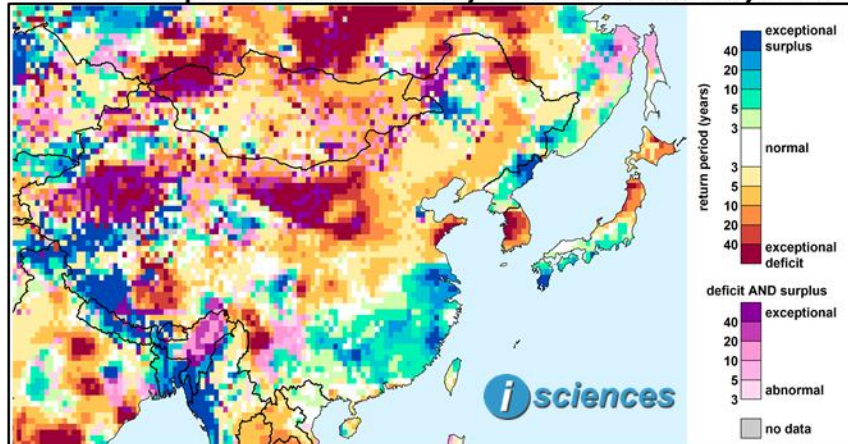 exceptional
surplus
40
20
10
5
3
normal
3
5
10
20
40
exceptional
deficit
return period (years)
deficit AND surplus
exceptional
40
20
10
5
3
abnormal
no data
i sciences